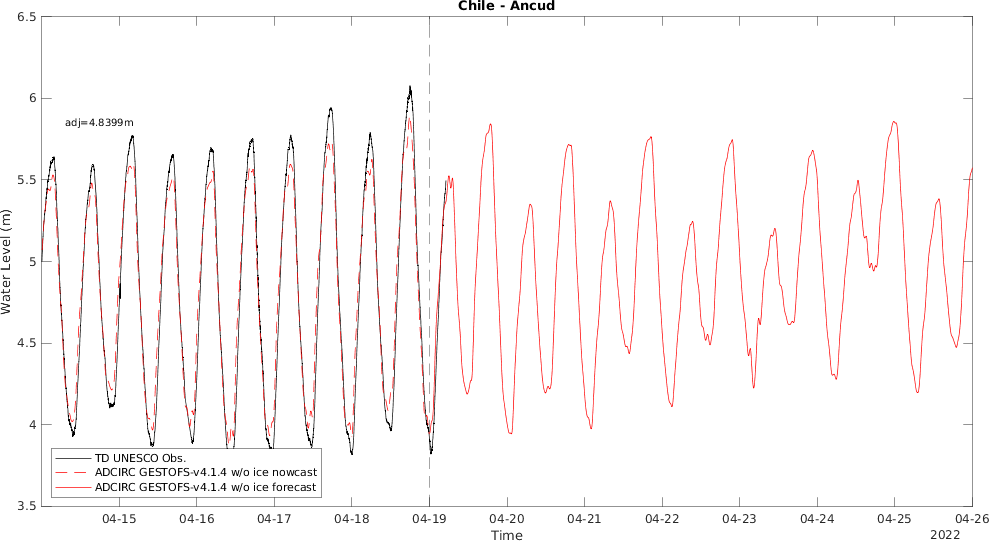 Chile - Ancud
6.5
6
5.5
5
4.5
4
3.5
Water Level (m)
adj=4.8399m
TD UNESCO Obs.
ADCIRC GESTOFS-v4.1.4 w/o ice nowcast
ADCIRC GESTOFS-v4.1.4 w/o ice forecast
04-15 04-16 04-17 04-18 04-19 04-20 04-21 04-22 04-23 04-24 04-25 04-26
Time
2022